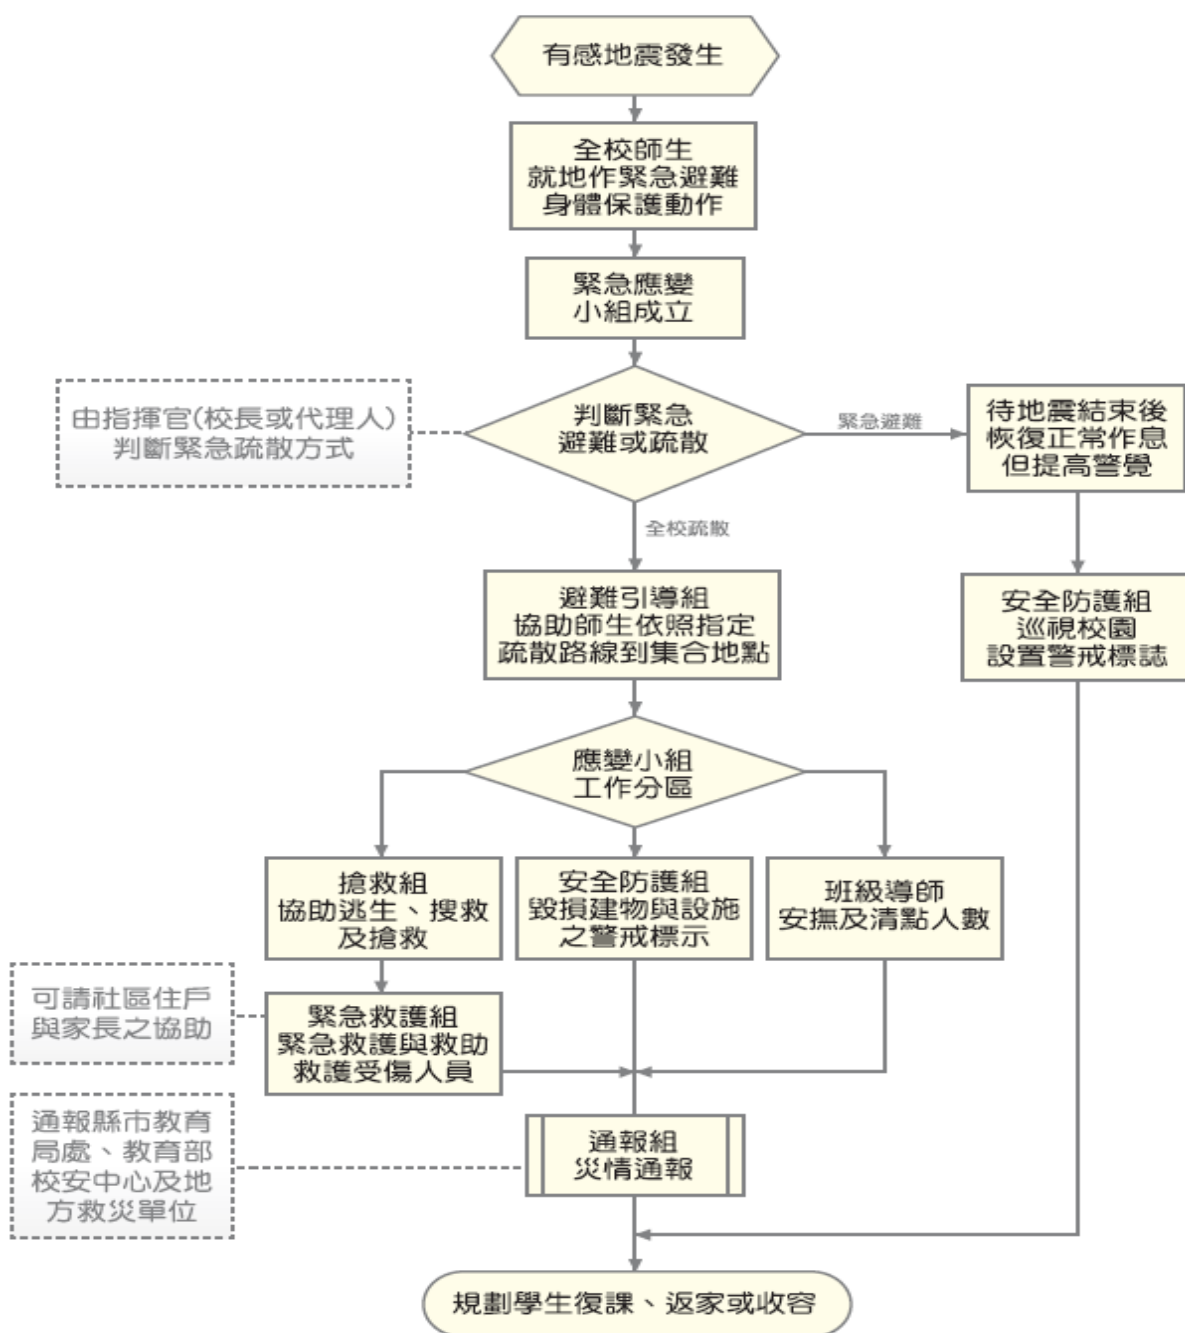 有感地震發生
全校師生
就地作緊急避難
身體保護動作
緊急應變
小組成立
由指揮官(校長或代理人)
判斷緊急疏散方式
判斷緊急
避難或疏散
緊急避難
待地震結束後
恢復正常作息
但提高警覺
全校疏散
避難引導組
協助師生依照指定
疏散路線到集合地點
安全防護組
巡視校園
設置警戒標誌
應變小組
工作分區
搶救組
協助逃生、搜救
及搶救
安全防護組
毀損建物與設施
之警戒標示
班級導師
安撫及清點人數
可請社區住戶
與家長之協助
緊急救護組
緊急救護與救助
救護受傷人員
通報縣市教育
局處、教育部
校安中心及地
方救災單位
通報組
災情通報
規劃學生復課、返家或收容